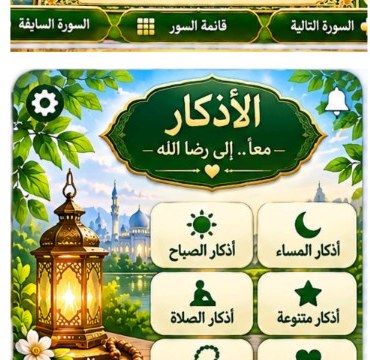 السورة التالية
قائمة السور
السورة السابقة
الأذكار
معاً .. إلى رضا الله
أذكار المساء
أذكار الصباح
أذكار متنوعة
أذكار الصلاة